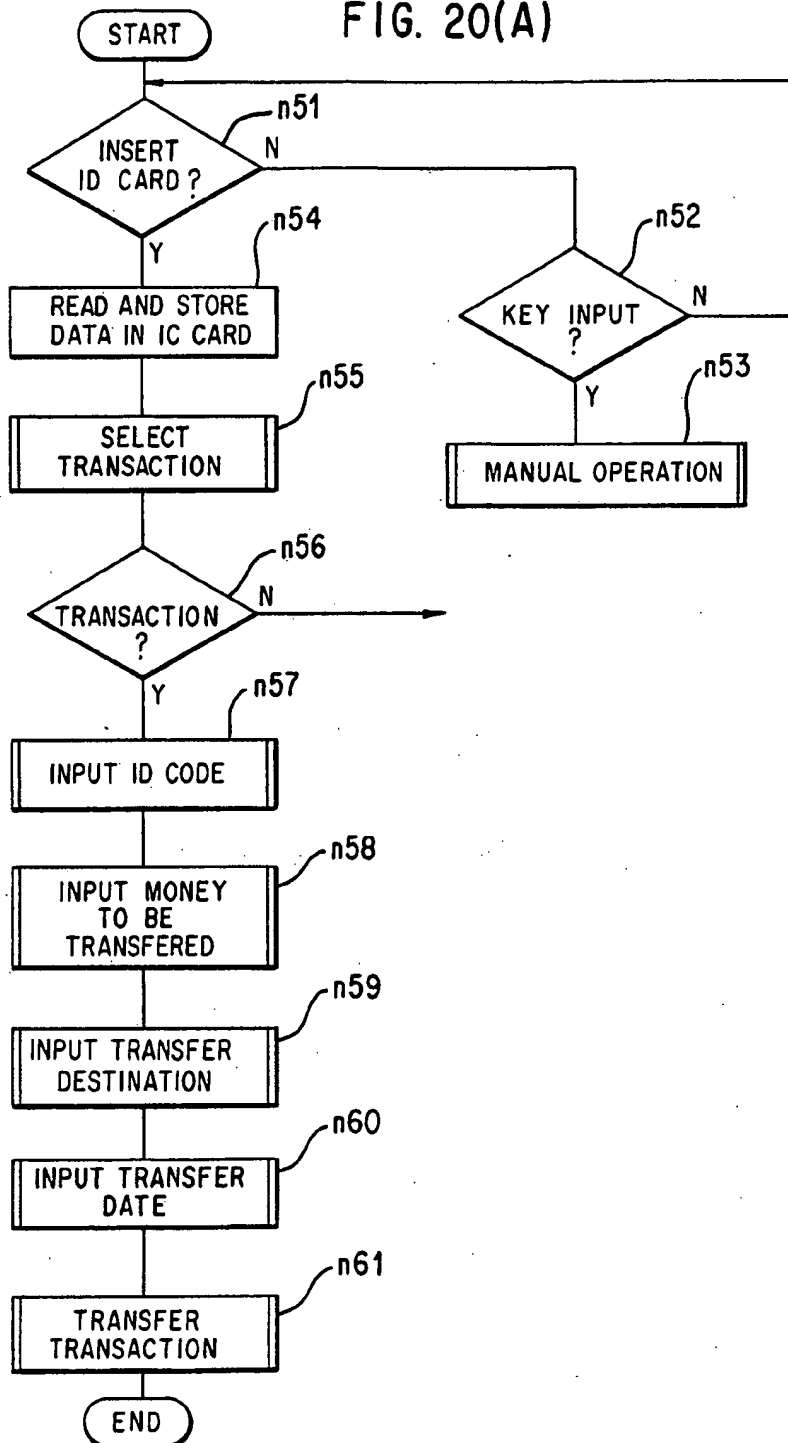 FIG. 20(A)
START
n51
INSERT
ID CARD?
N
Y
n54
READ AND STORE
DATA IN IC CARD
n52
KEY INPUT
?
N
Y
n53
MANUAL OPERATION
n55
SELECT
TRANSACTION
n56
TRANSACTION
?
N
Y
n57
INPUT ID CODE
n58
INPUT MONEY
TO BE
TRANSFERED
n59
INPUT TRANSFER
DESTINATION
n60
INPUT TRANSFER
DATE
n61
TRANSFER
TRANSACTION
END